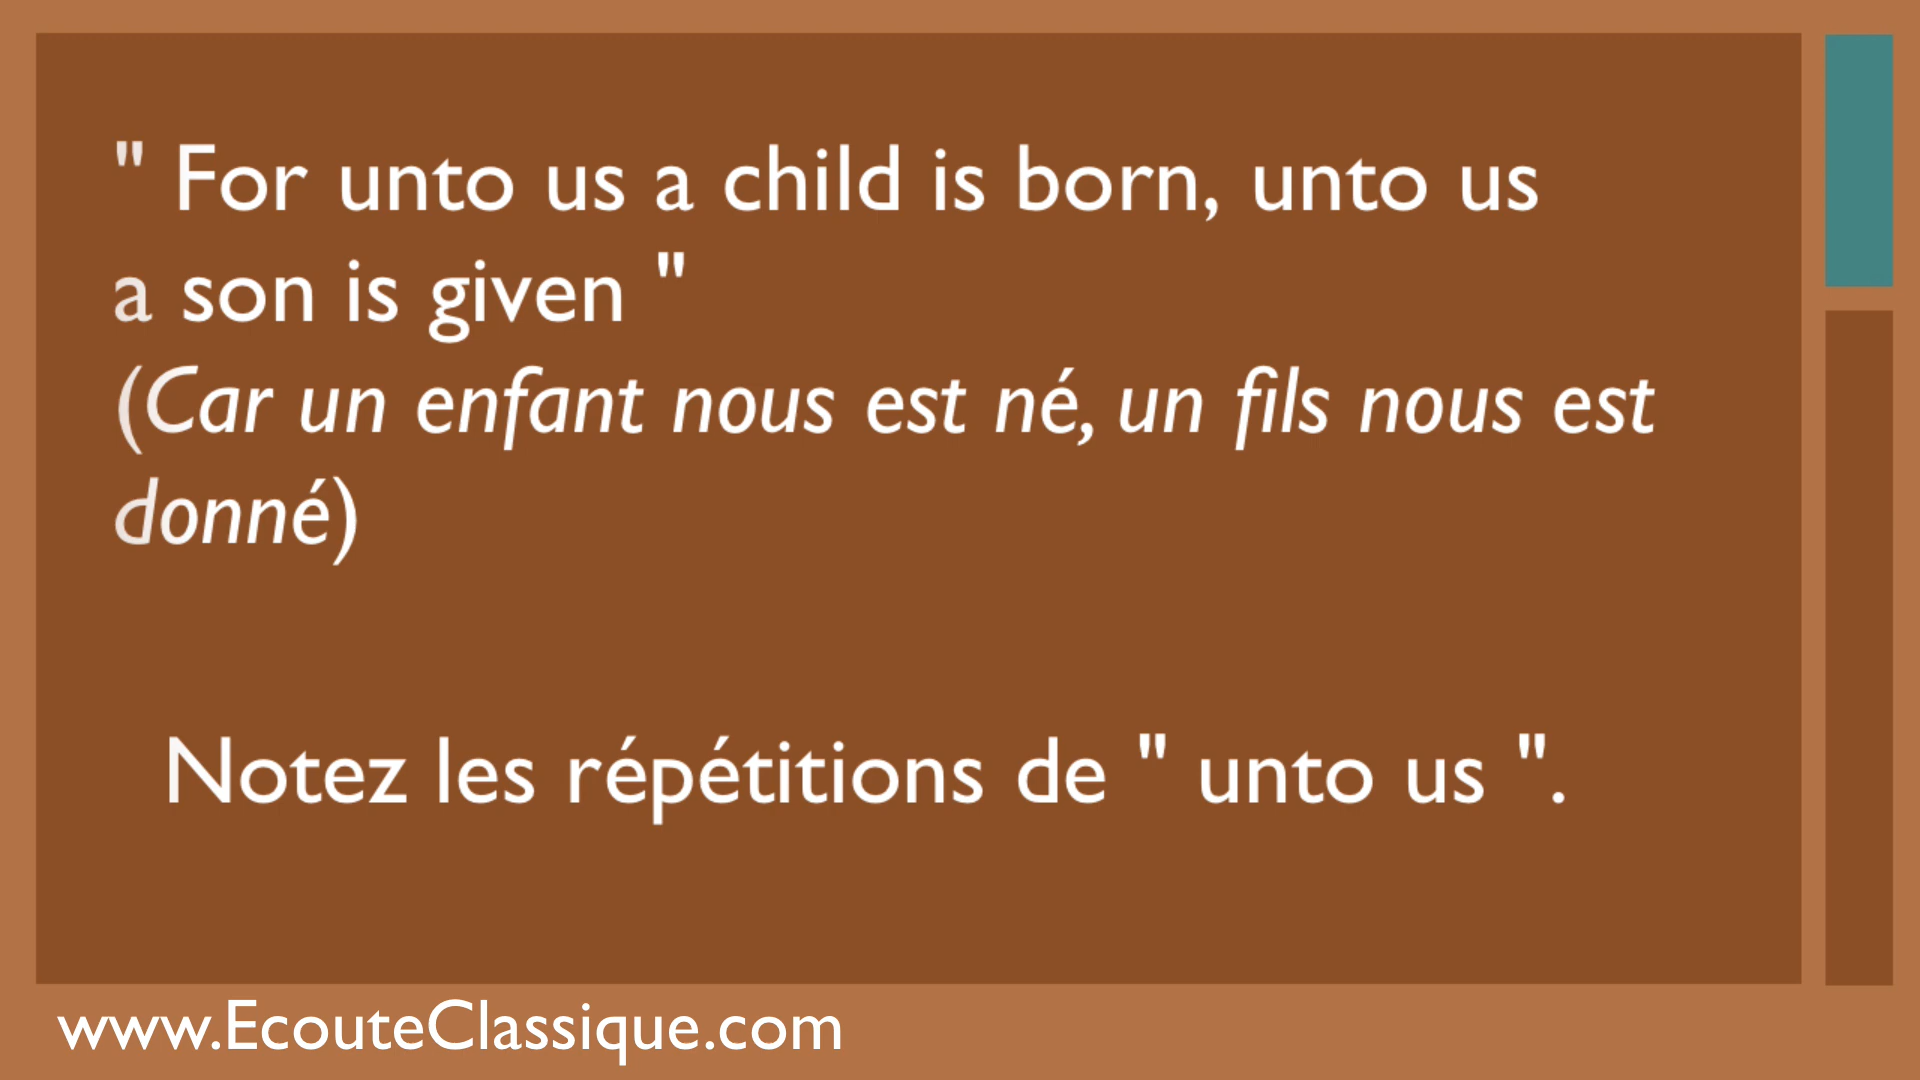 " For unto us a child is born, unto us
a son is given "
(Car un enfant nous est né, un fils nous est
donné)
Notez les répétitions de " unto us ".
www.EcouteClassique.com